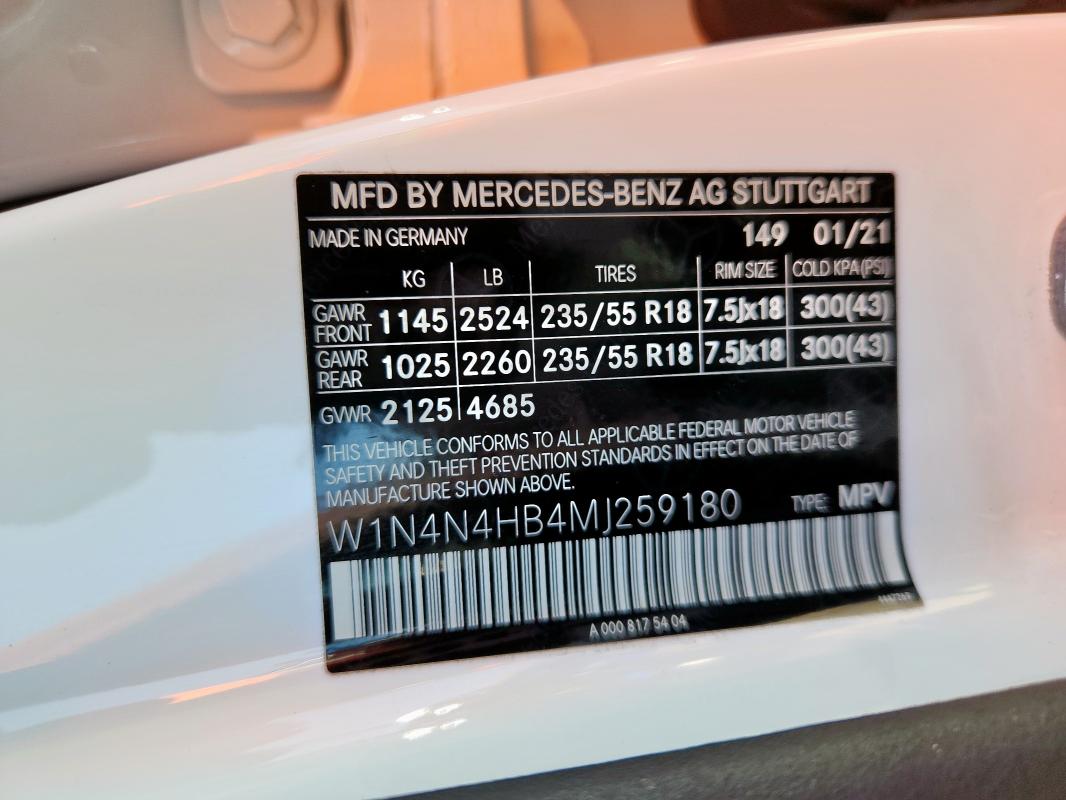 MFD BY MERCEDES-BENZ AG STUTTGART
MADE IN GERMANY 149 01/21
KG LB TIRES RIM SIZE COLD KPA (PSI)
GAWR FRONT 1145 2524 235/55 R18 7.5Jx18 300(43)
GAWR REAR 1025 2260 235/55 R18 7.5Jx18 300(43)
GVWR 2125 4685
THIS VEHICLE CONFORMS TO ALL APPLICABLE FEDERAL MOTOR VEHICLE
SAFETY AND THEFT PREVENTION STANDARDS IN EFFECT ON THE DATE OF
MANUFACTURE SHOWN ABOVE.
W1N4N4HB4MJ259180 TYPE: MPV
A 000 817 54 04